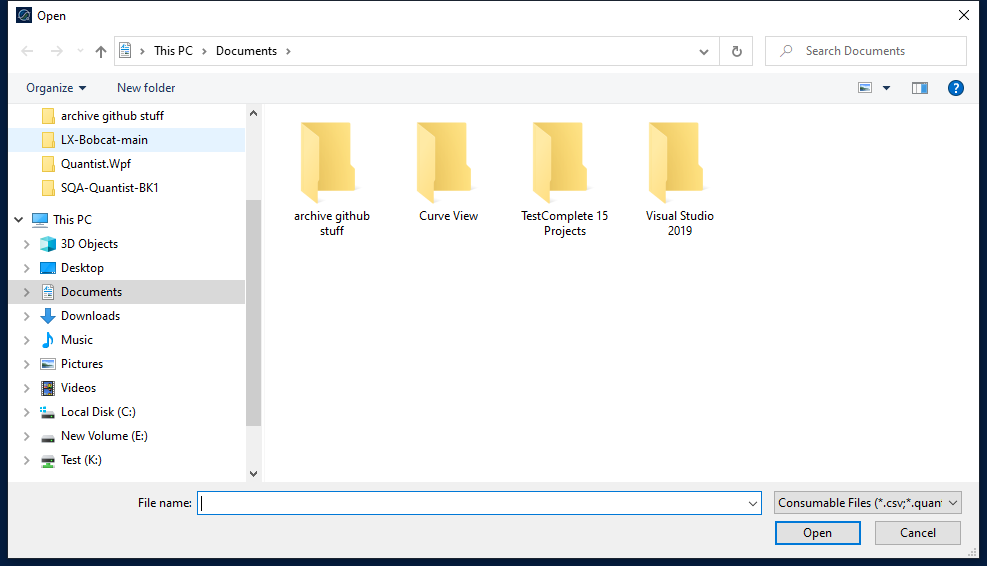 Open
This PC
Documents
Search Documents
Organize
New folder
?
archive github stuff
LX-Bobcat-main
Quantist.Wpf
SQA-Quantist-BK1
This PC
3D Objects
Desktop
Documents
Downloads
Music
Pictures
Videos
Local Disk (C:)
New Volume (E:)
Test (K:)
archive github
stuff
Curve View
TestComplete 15
Projects
Visual Studio
2019
File name:
Consumable Files (*.csv;*.quant
Open
Cancel